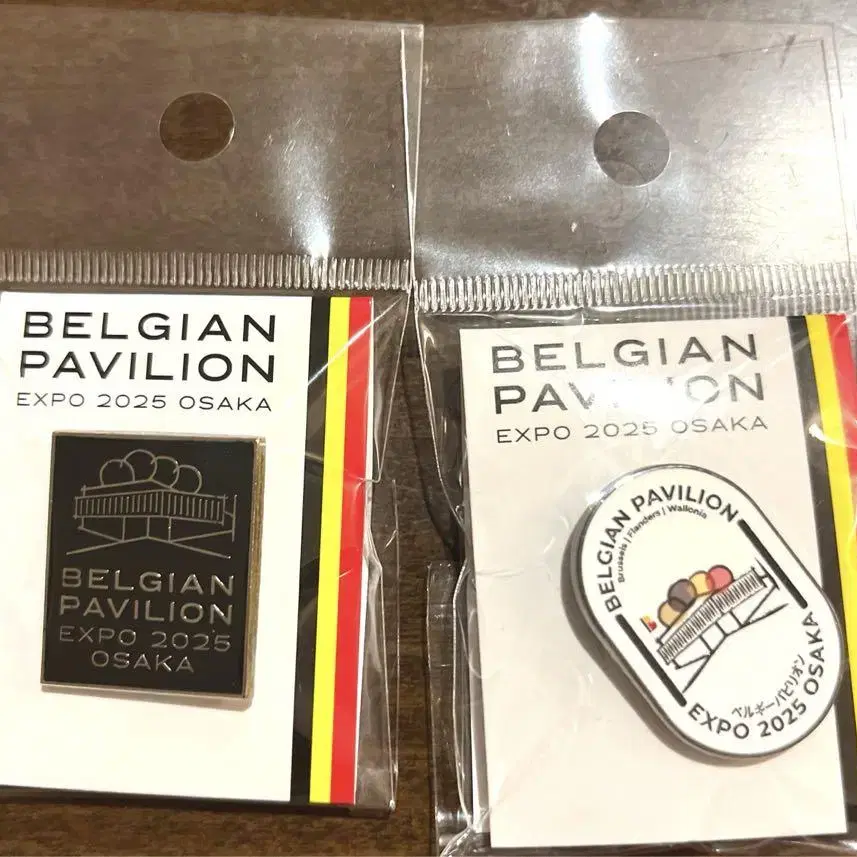 BELGIAN
PAVILION
EXPO 2025 OSAKA
BELGIAN
PAVILION
EXPO 2025
OSAKA
BELGIAN
PAVILION
EXPO 2025 OSAKA
BELGIAN PAVILION
Brussels | Flanders | Wallonia
ベルギーパビリオン
EXPO 2025 OSAKA